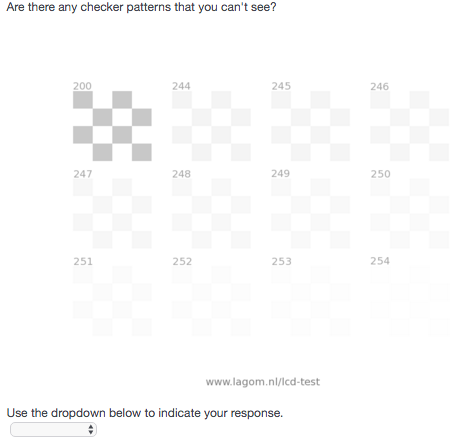 Are there any checker patterns that you can't see?
200 244 245 246
247 248 249 250
251 252 253 254
www.lagom.nl/lcd-test
Use the dropdown below to indicate your response.